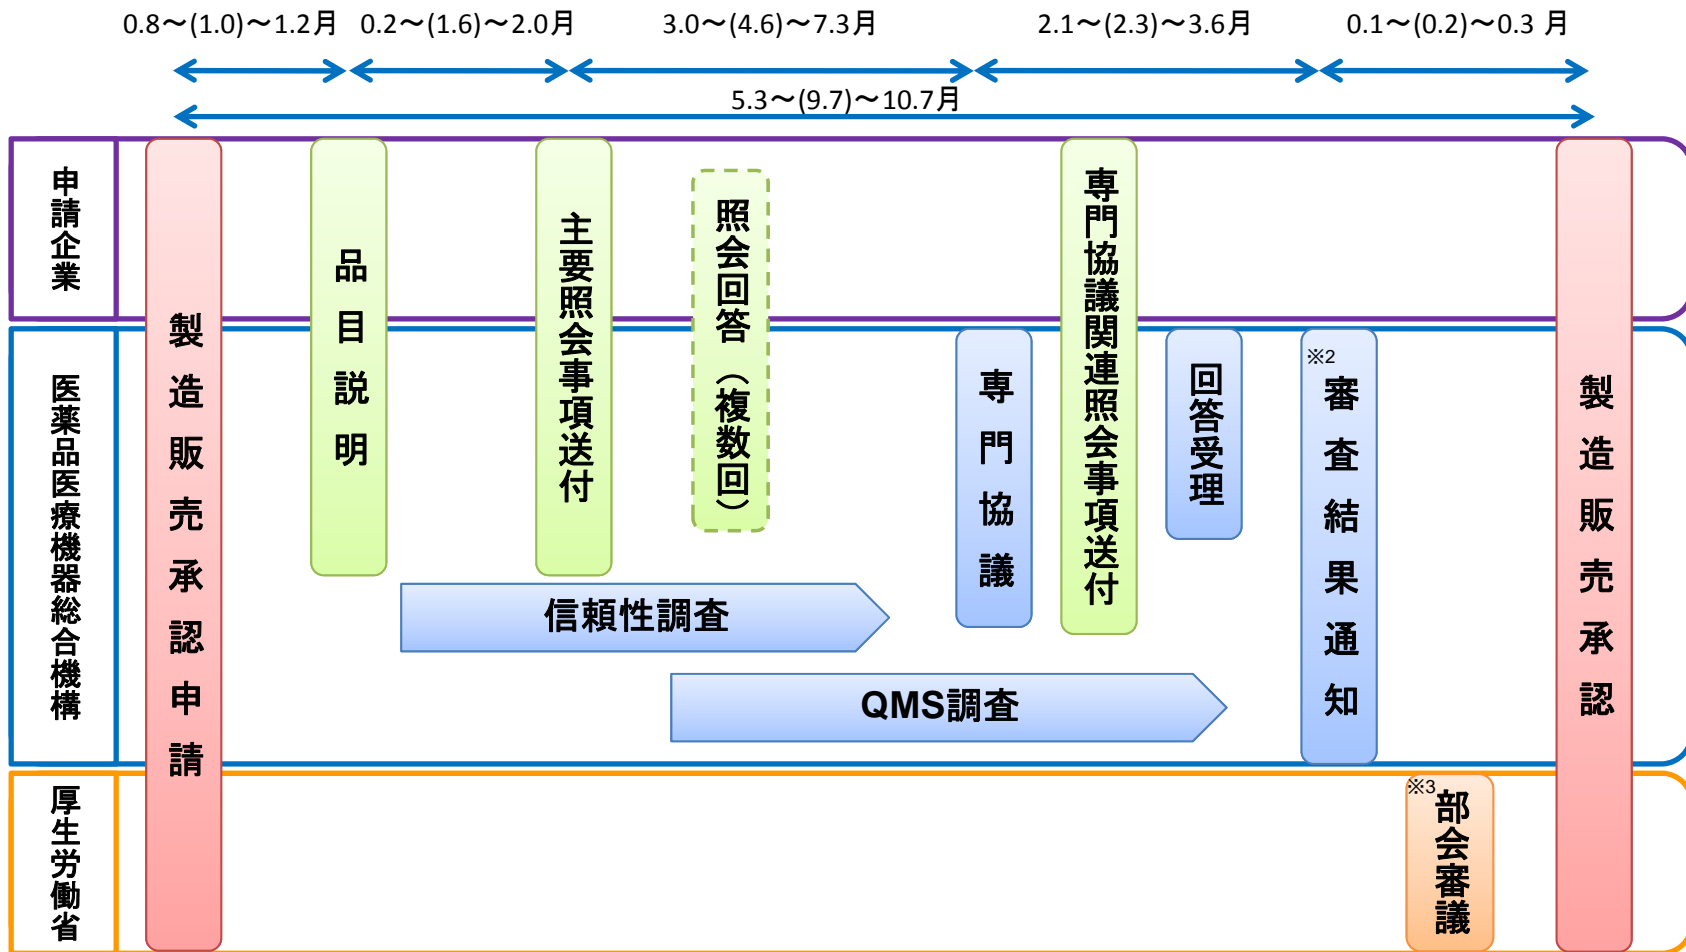 0.8～(1.0)～1.2月
0.2～(1.6)～2.0月
3.0～(4.6)～7.3月
2.1～(2.3)～3.6月
0.1～(0.2)～0.3 月
5.3～(9.7)～10.7月
申請企業
医薬品医療機器総合機構
厚生労働省
製造販売承認申請
品目説明
主要照会事項送付
照会回答（複数回）
信頼性調査
QMS調査
専門協議
専門協議関連照会事項送付
回答受理
※2
審査結果通知
※3
部会審議
製造販売承認